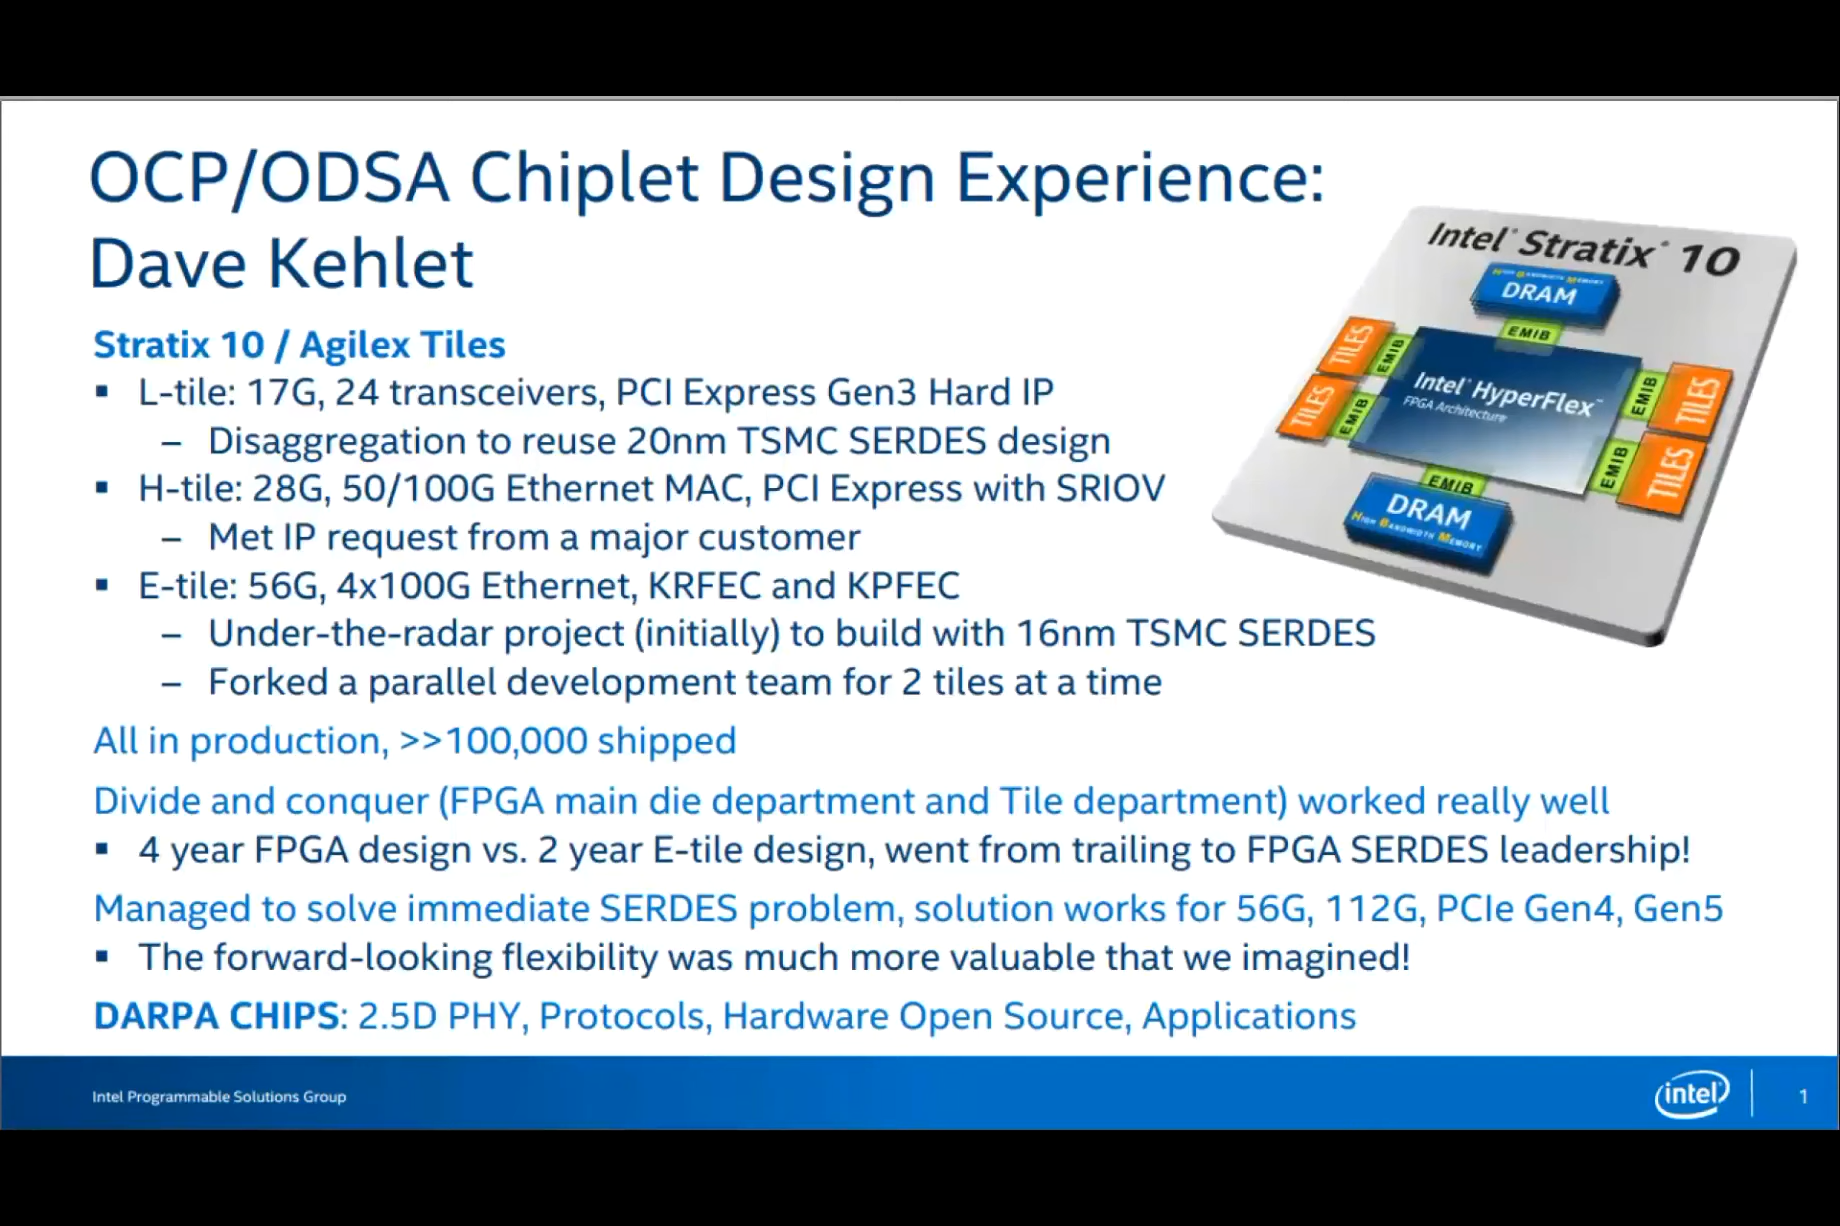 OCP/ODSA Chiplet Design Experience:
Dave Kehlet
Stratix 10 / Agilex Tiles
▪ L-tile: 17G, 24 transceivers, PCI Express Gen3 Hard IP
– Disaggregation to reuse 20nm TSMC SERDES design
▪ H-tile: 28G, 50/100G Ethernet MAC, PCI Express with SRIOV
– Met IP request from a major customer
▪ E-tile: 56G, 4x100G Ethernet, KRFEC and KPFEC
– Under-the-radar project (initially) to build with 16nm TSMC SERDES
– Forked a parallel development team for 2 tiles at a time
All in production, >>100,000 shipped
Divide and conquer (FPGA main die department and Tile department) worked really well
▪ 4 year FPGA design vs. 2 year E-tile design, went from trailing to FPGA SERDES leadership!
Managed to solve immediate SERDES problem, solution works for 56G, 112G, PCIe Gen4, Gen5
▪ The forward-looking flexibility was much more valuable that we imagined!
DARPA CHIPS: 2.5D PHY, Protocols, Hardware Open Source, Applications
Intel® Stratix® 10
High Bandwidth Memory
DRAM
EMIB
TILES
EMIB
TILES
EMIB
Intel® HyperFlex™
FPGA Architecture
EMIB
TILES
EMIB
TILES
EMIB
DRAM
High Bandwidth Memory
Intel Programmable Solutions Group
intel
1